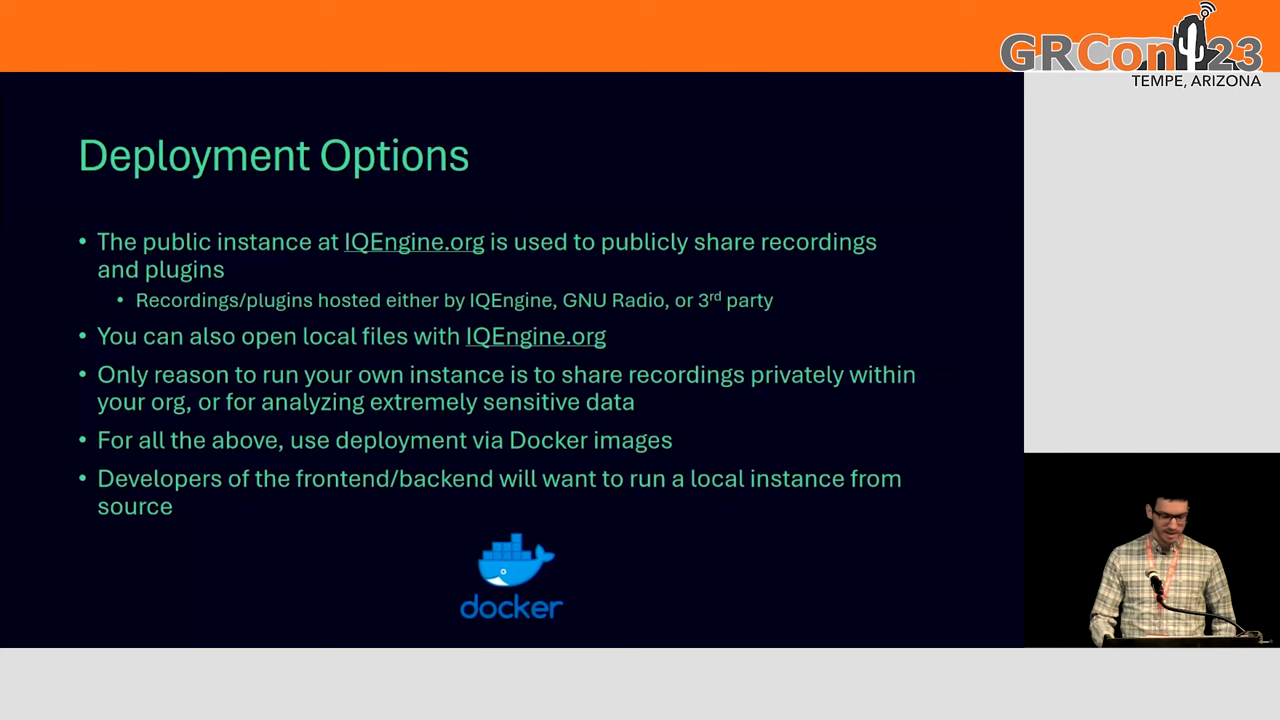 GRCon 23
TEMPE, ARIZONA
Deployment Options
• The public instance at IQEngine.org is used to publicly share recordings
and plugins
• Recordings/plugins hosted either by IQEngine, GNU Radio, or 3rd party
• You can also open local files with IQEngine.org
• Only reason to run your own instance is to share recordings privately within
your org, or for analyzing extremely sensitive data
• For all the above, use deployment via Docker images
• Developers of the frontend/backend will want to run a local instance from
source
docker